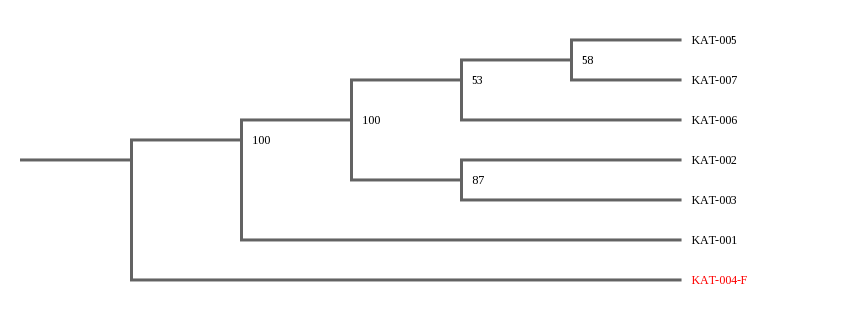 KAT-005
58
53
KAT-007
100
KAT-006
100
KAT-002
87
KAT-003
KAT-001
KAT-004-F